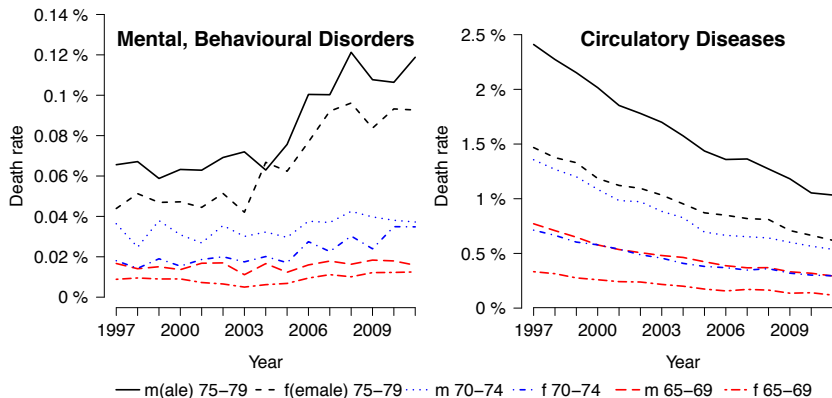 Mental, Behavioural Disorders
Death rate
0.14 %
0.12 %
0.1 %
0.08 %
0.06 %
0.04 %
0.02 %
0 %
1997 2000 2003 2006 2009
Year
Circulatory Diseases
Death rate
2.5 %
2 %
1.5 %
1 %
0.5 %
0 %
1997 2000 2003 2006 2009
Year
m(ale) 75−79 f(emale) 75−79 m 70−74 f 70−74 m 65−69 f 65−69